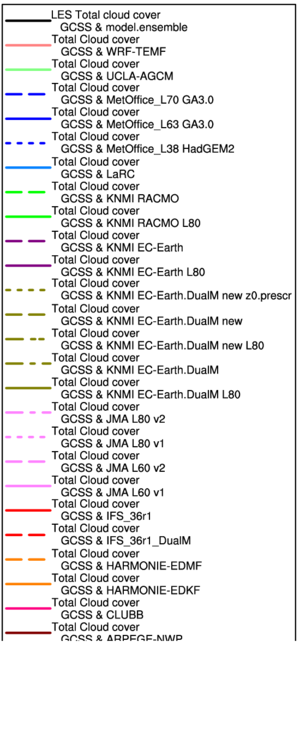 LES Total cloud cover
GCSS & model.ensemble
Total Cloud cover
GCSS & WRF-TEMF
Total Cloud cover
GCSS & UCLA-AGCM
Total Cloud cover
GCSS & MetOffice_L70 GA3.0
Total Cloud cover
GCSS & MetOffice_L63 GA3.0
Total Cloud cover
GCSS & MetOffice_L38 HadGEM2
Total Cloud cover
GCSS & LaRC
Total Cloud cover
GCSS & KNMI RACMO
Total Cloud cover
GCSS & KNMI RACMO L80
Total Cloud cover
GCSS & KNMI EC-Earth
Total Cloud cover
GCSS & KNMI EC-Earth L80
Total Cloud cover
GCSS & KNMI EC-Earth.DualM new z0.prescr
Total Cloud cover
GCSS & KNMI EC-Earth.DualM new
Total Cloud cover
GCSS & KNMI EC-Earth.DualM new L80
Total Cloud cover
GCSS & KNMI EC-Earth.DualM
Total Cloud cover
GCSS & KNMI EC-Earth.DualM L80
Total Cloud cover
GCSS & JMA L80 v2
Total Cloud cover
GCSS & JMA L80 v1
Total Cloud cover
GCSS & JMA L60 v2
Total Cloud cover
GCSS & JMA L60 v1
Total Cloud cover
GCSS & IFS_36r1
Total Cloud cover
GCSS & IFS_36r1_DualM
Total Cloud cover
GCSS & HARMONIE-EDMF
Total Cloud cover
GCSS & HARMONIE-EDKF
Total Cloud cover
GCSS & CLUBB
Total Cloud cover
GCSS & ARPEGE-NWP